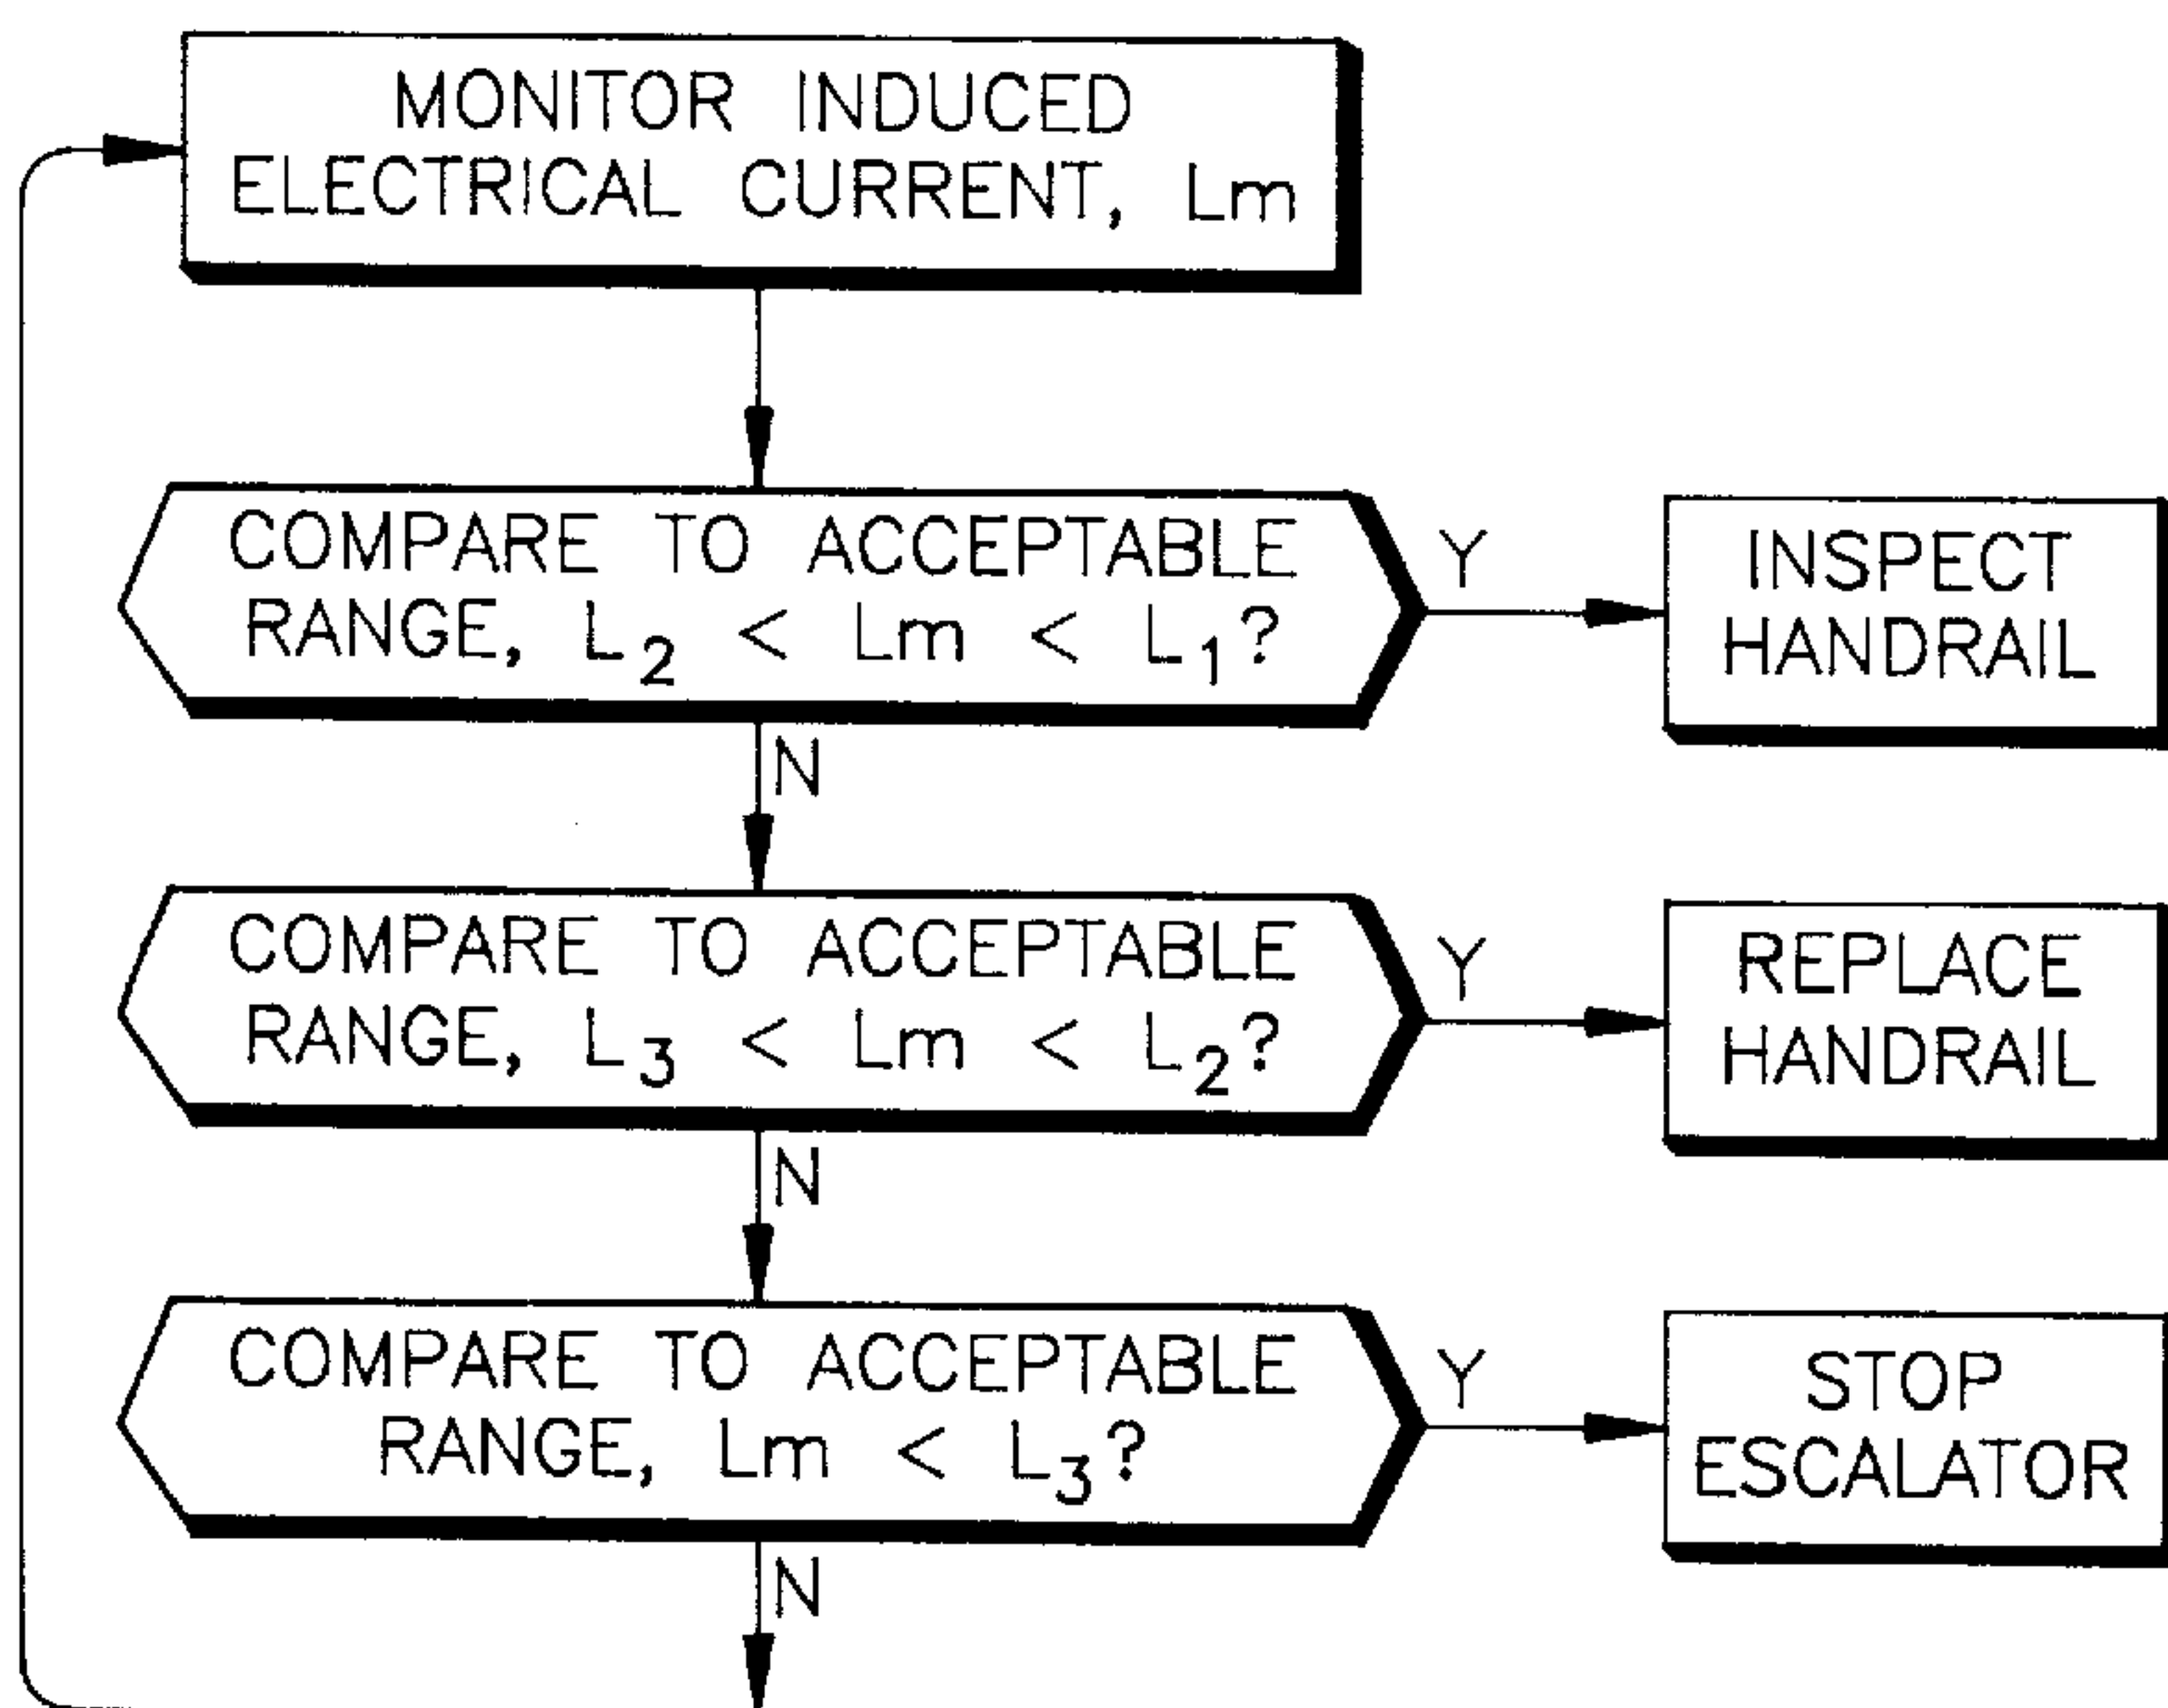 MONITOR INDUCED
ELECTRICAL CURRENT, Lm
COMPARE TO ACCEPTABLE
RANGE, L₂ < Lm < L₁?
Y
INSPECT
HANDRAIL
N
COMPARE TO ACCEPTABLE
RANGE, L₃ < Lm < L₂?
Y
REPLACE
HANDRAIL
N
COMPARE TO ACCEPTABLE
RANGE, Lm < L₃?
Y
STOP
ESCALATOR
N